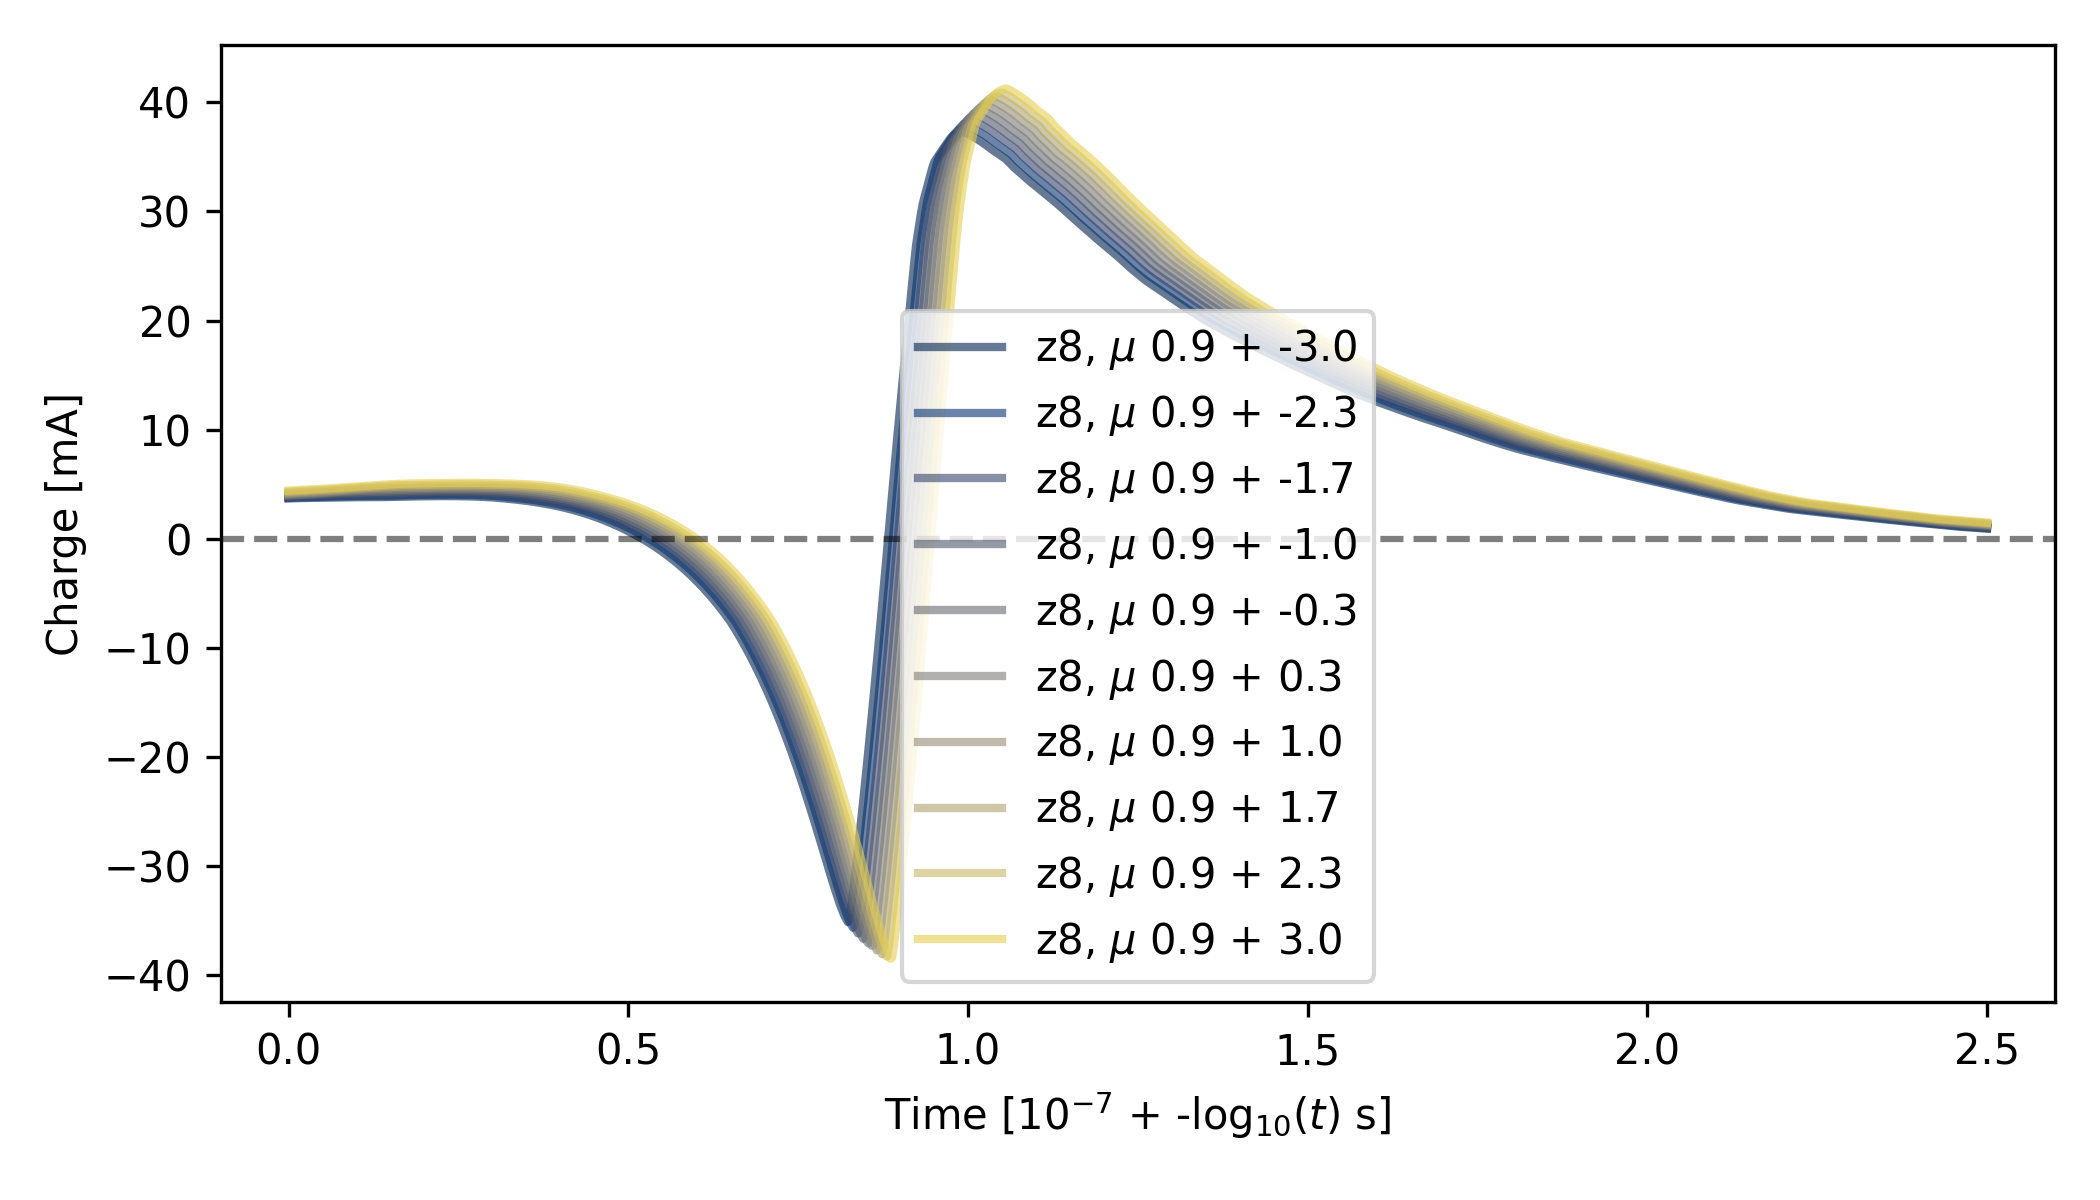 Charge [mA]
40
30
20
10
0
−10
−20
−30
−40
z8, μ 0.9 + -3.0
z8, μ 0.9 + -2.3
z8, μ 0.9 + -1.7
z8, μ 0.9 + -1.0
z8, μ 0.9 + -0.3
z8, μ 0.9 + 0.3
z8, μ 0.9 + 1.0
z8, μ 0.9 + 1.7
z8, μ 0.9 + 2.3
z8, μ 0.9 + 3.0
0.0 0.5 1.0 1.5 2.0 2.5
Time [10⁻⁷ + -log₁₀(t) s]